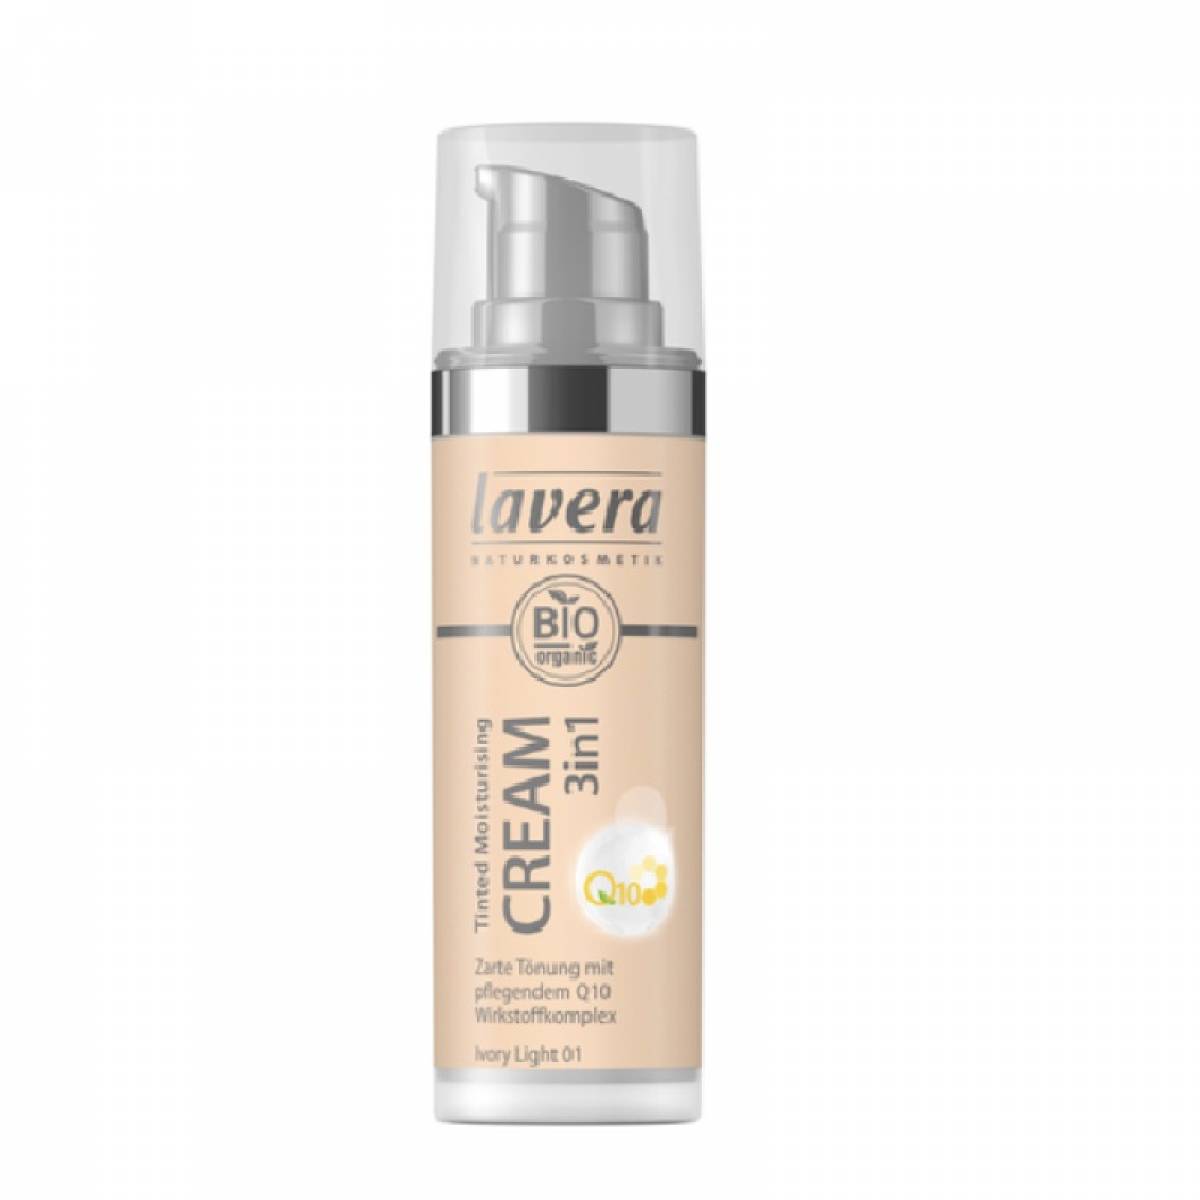 lavera
NATURKOSMETIK
BIO
organic
Tinted Moisturising
CREAM
3in1
Q10
Zarte Tönung mit
pflegendem Q10
Wirkstoffkomplex
Ivory Light 01